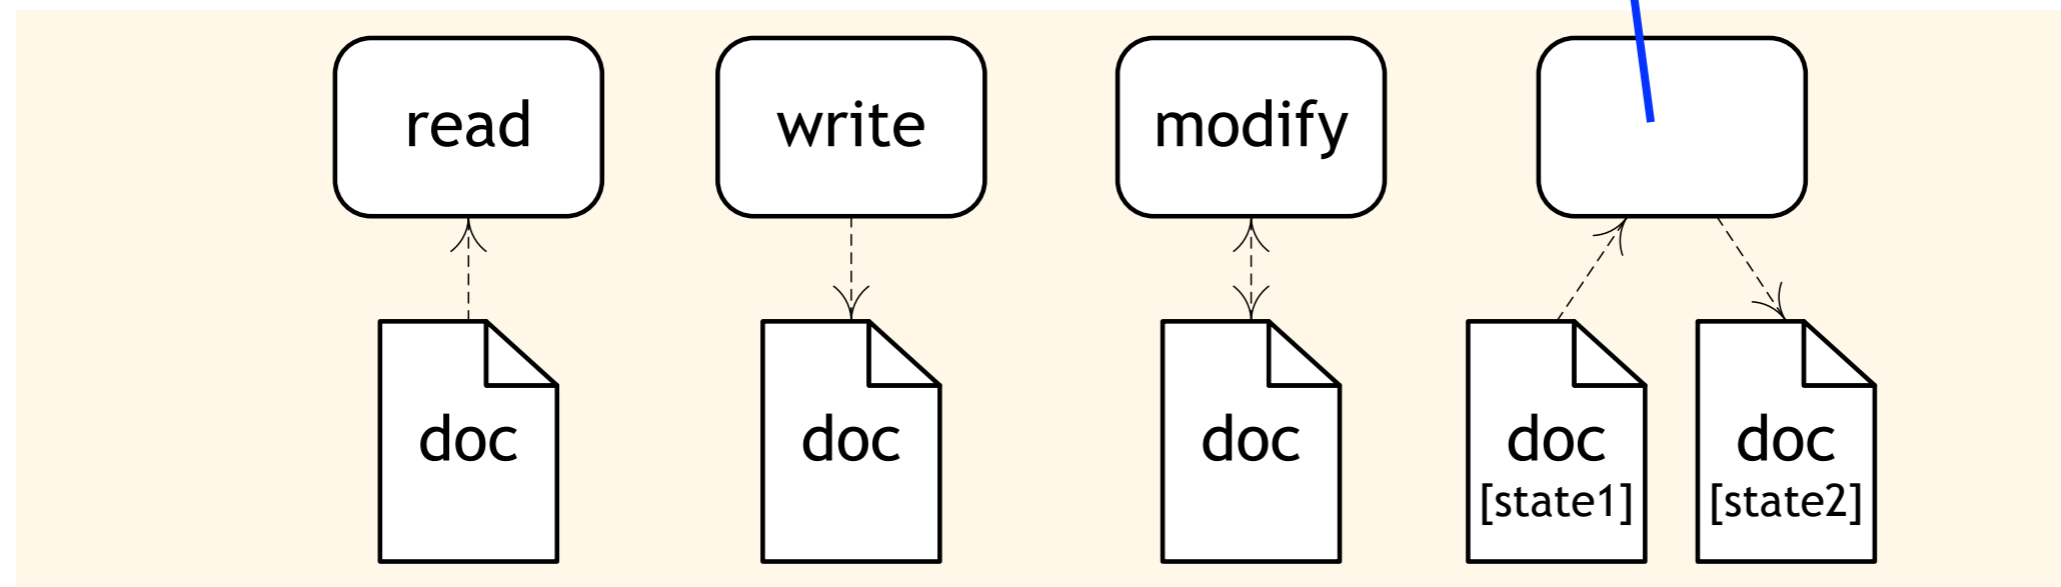 read
write
modify
doc
doc
doc
doc
[state1]
doc
[state2]